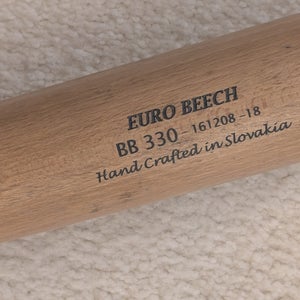 EURO BEECH
BB 330 - 161208 - 18
Hand Crafted in Slovakia